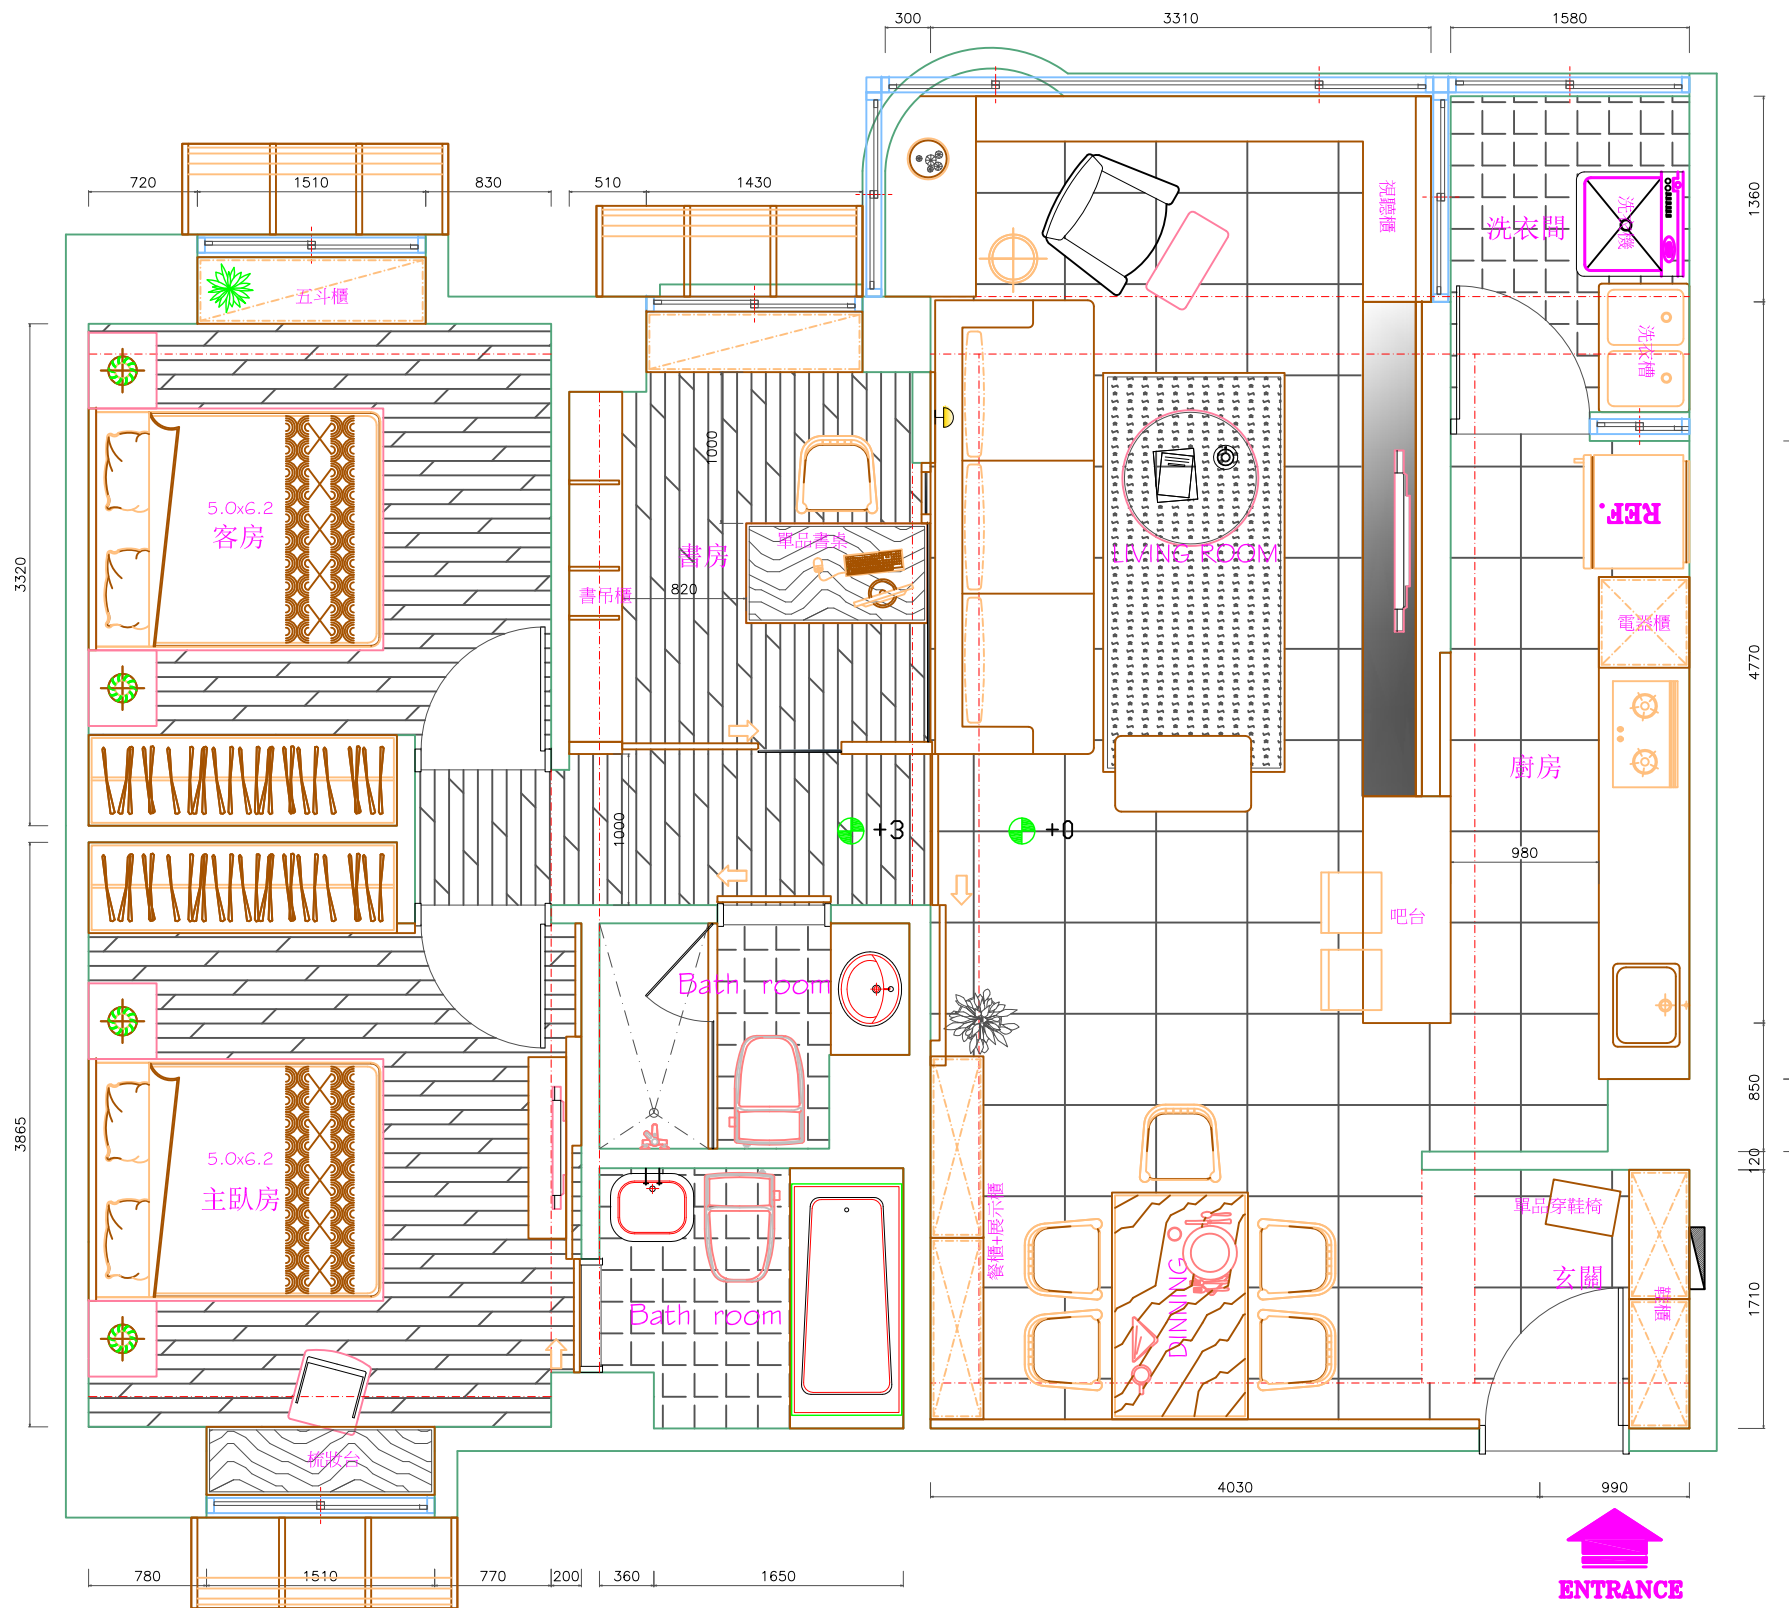 300
3310
1580
720
1510
830
510
1430
1360
視聽櫃
洗衣間
洗衣機
五斗櫃
洗衣槽
1000
5.0x6.2
客房
書房
單品書桌
LIVING ROOM
REF.
3320
書吊櫃
820
電器櫃
4770
廚房
1000
+3
+0
980
吧台
Bath room
850
3865
120
5.0x6.2
主臥房
餐櫃+展示櫃
單品穿鞋椅
玄關
DINNING
鞋櫃
1710
Bath room
梳妝台
4030
990
780
1510
770
200
360
1650
ENTRANCE